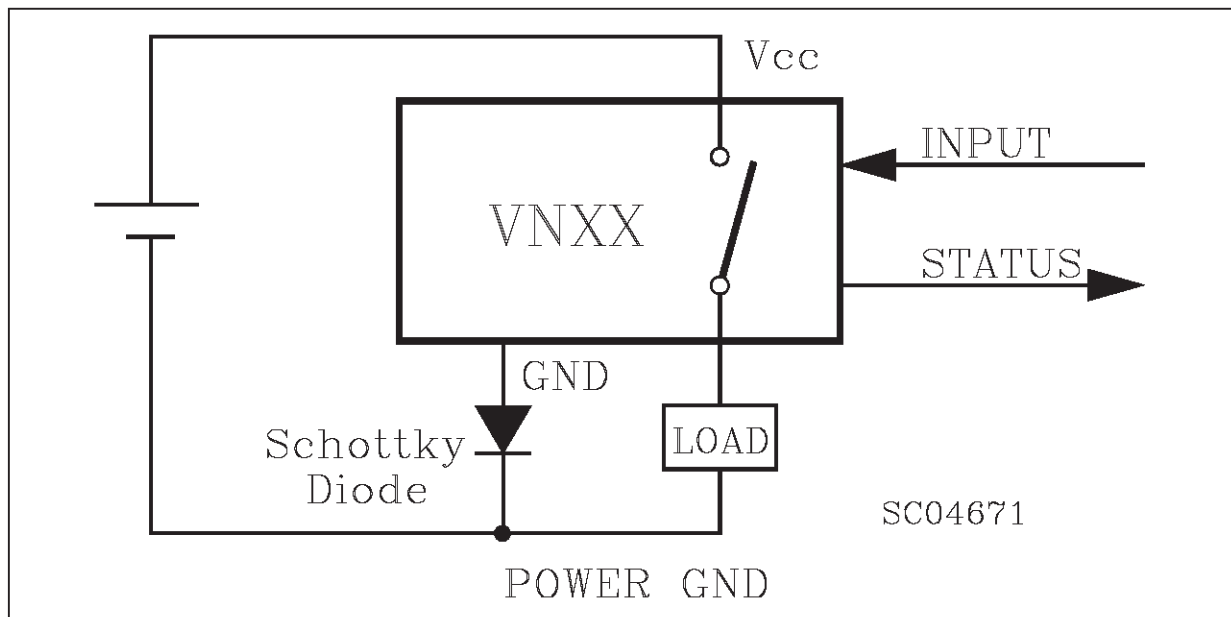 Vcc
INPUT
VNXX
STATUS
GND
Schottky
Diode
LOAD
SC04671
POWER GND